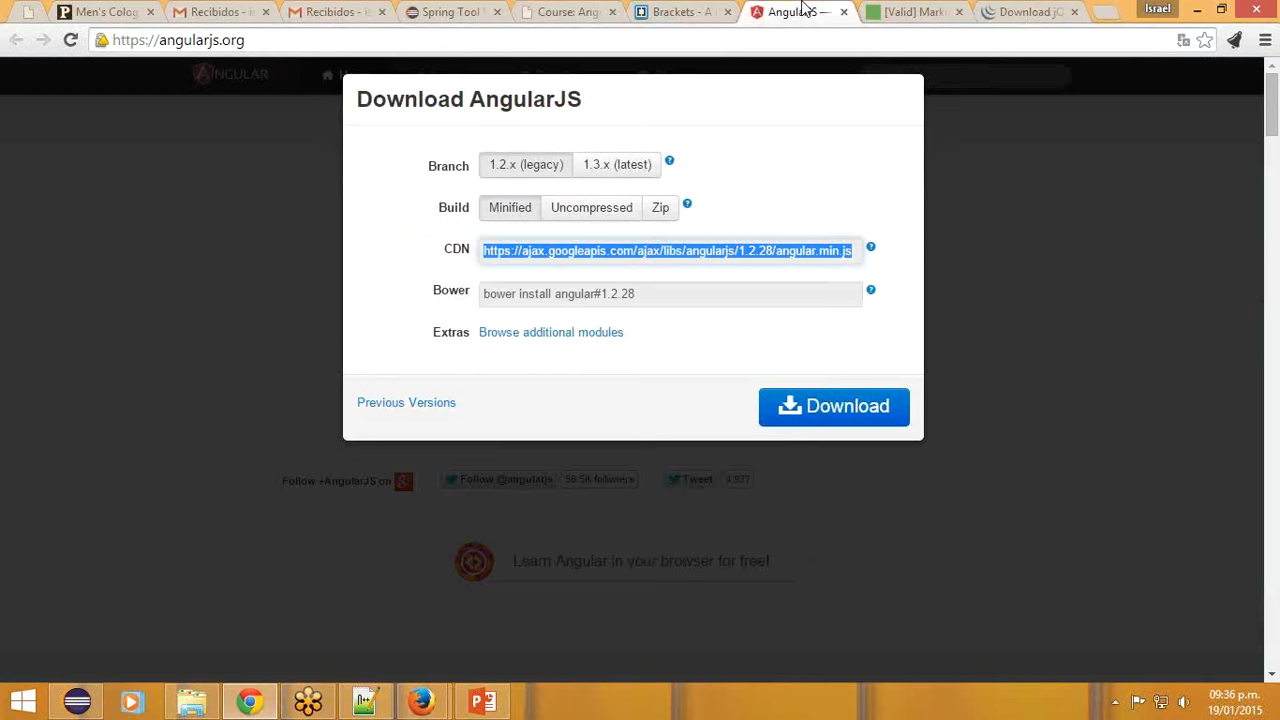 Men's Colog
Recibidos - i
Recibidos - i
Spring Tool
Course: Ang
Brackets - A
AngularJS —
[Valid] Mark
Download jQ
Israel
https://angularjs.org
ANGULAR
Download AngularJS
Branch 1.2.x (legacy) 1.3.x (latest)
Build Minified Uncompressed Zip
CDN https://ajax.googleapis.com/ajax/libs/angularjs/1.2.28/angular.min.js
Bower bower install angular#1.2.28
Extras Browse additional modules
Previous Versions Download
Follow +AngularJS on Follow @angularjs Tweet
Learn Angular in your browser for free!
09:36 p.m.
19/01/2015